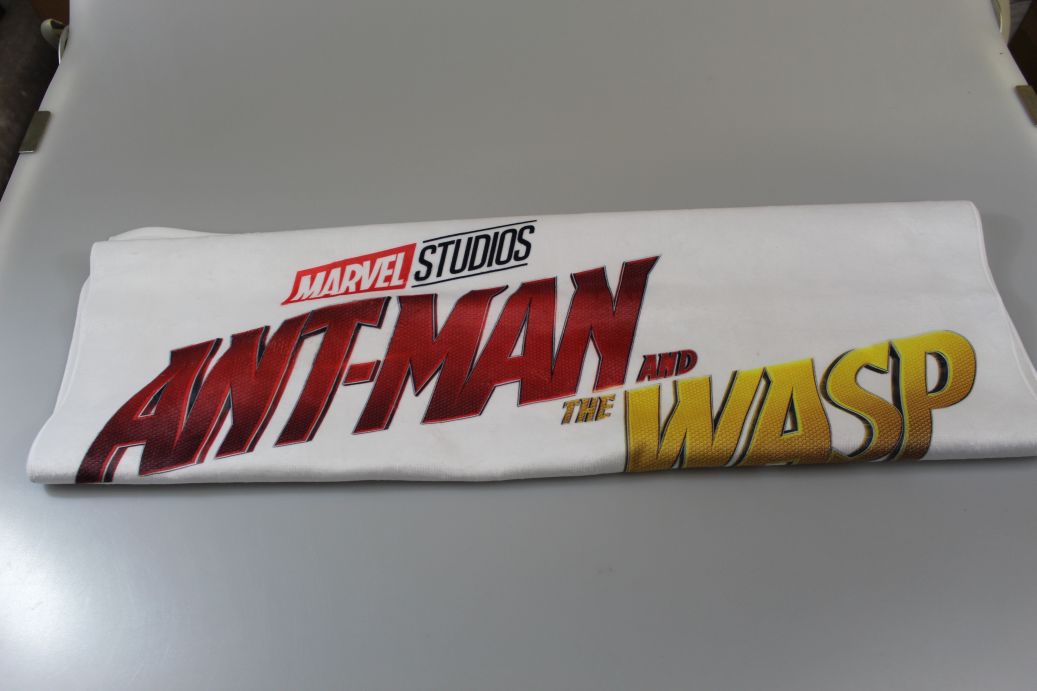 MARVEL STUDIOS
ANT-MAN AND
THE WASP